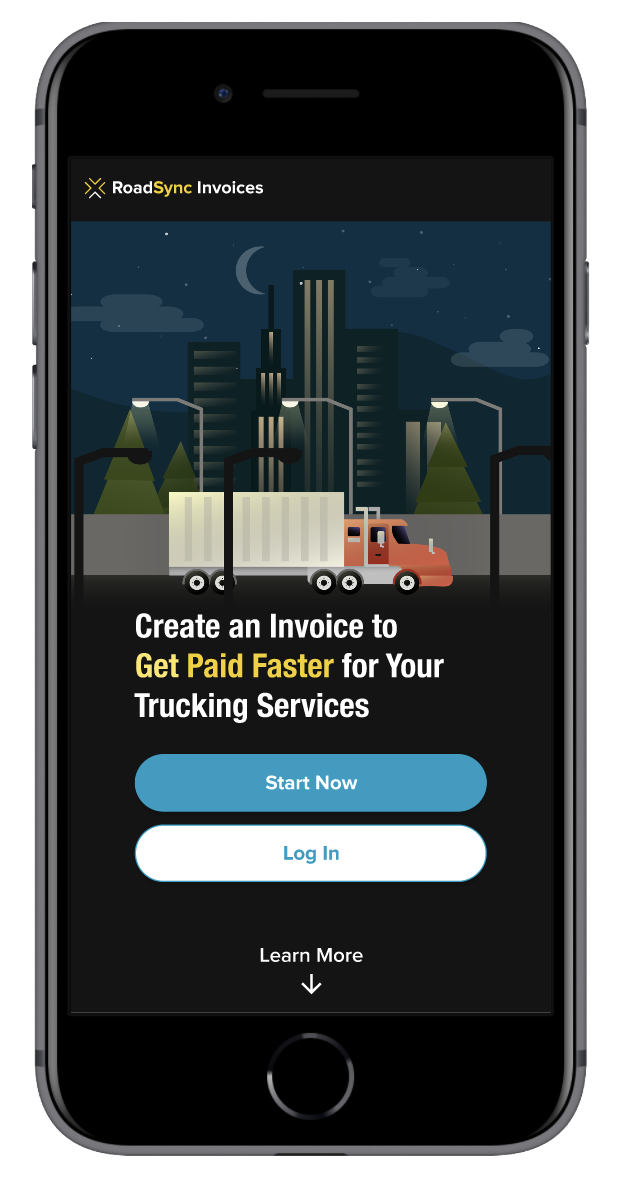 RoadSync Invoices
Create an Invoice to
Get Paid Faster for Your
Trucking Services
Start Now
Log In
Learn More